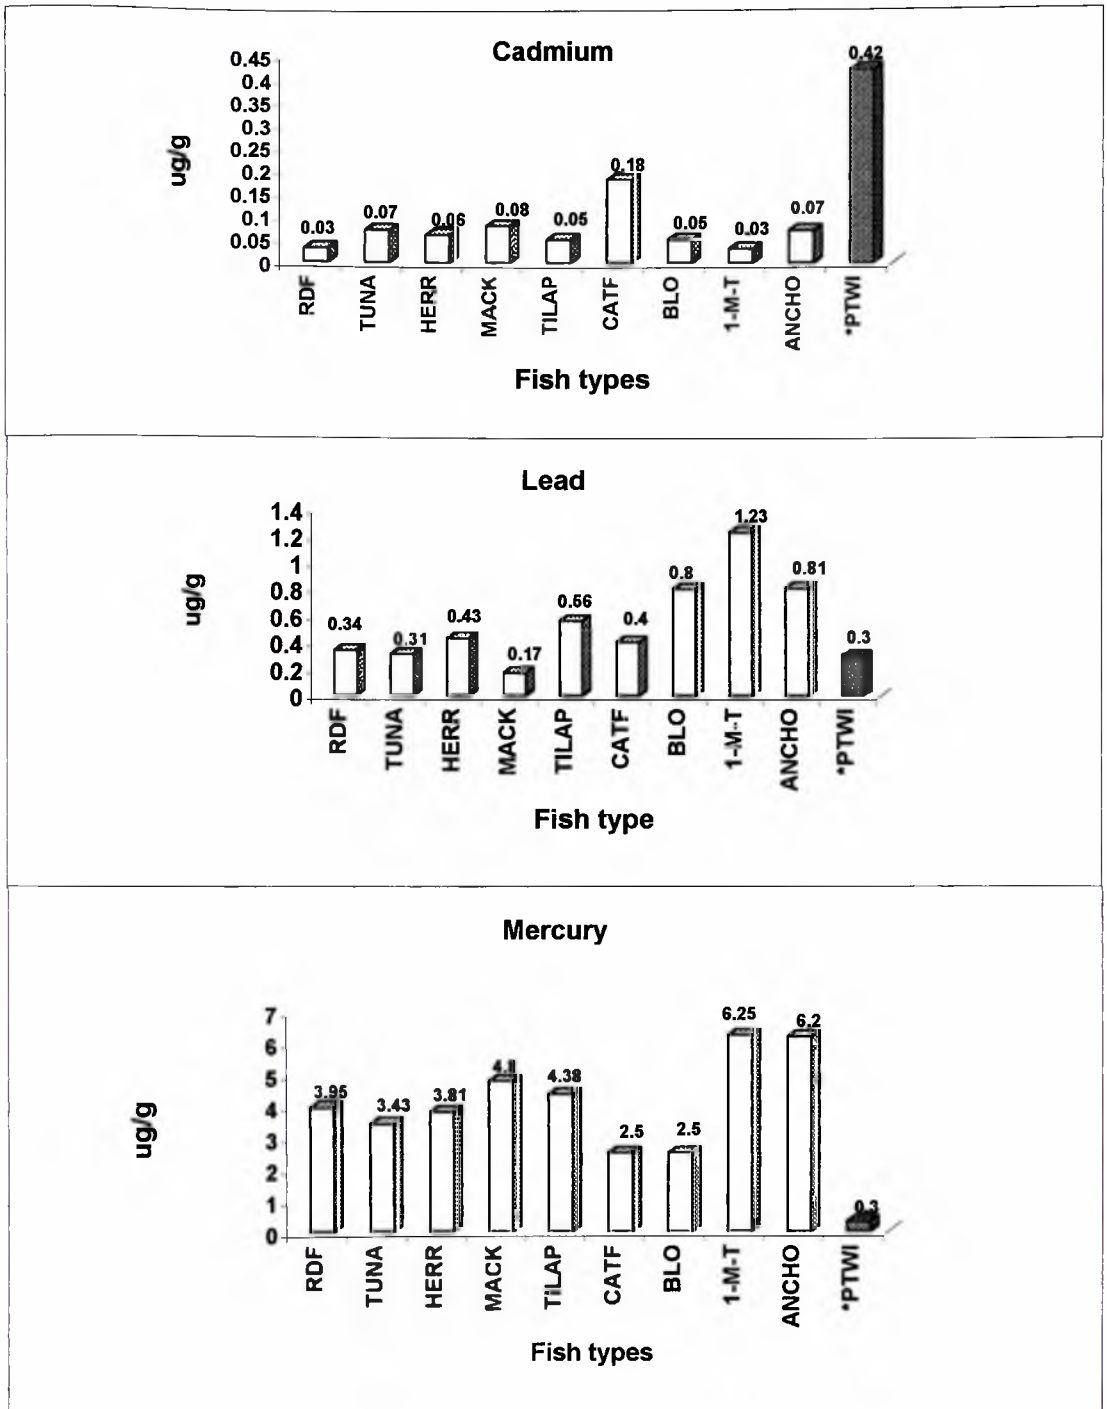 Cadmium
0.45
0.4
0.35
0.3
0.25
0.2
0.15
0.1
0.05
0
ug/g
0.03
0.07
0.06
0.08
0.05
0.18
0.05
0.03
0.07
0.42
RDF
TUNA
HERR
MACK
TILAP
CATF
BLO
1-M-T
ANCHO
*PTWI
Fish types
Lead
1.4
1.2
1
0.8
0.6
0.4
0.2
0
ug/g
0.34
0.31
0.43
0.17
0.56
0.4
0.8
1.23
0.81
0.3
RDF
TUNA
HERR
MACK
TILAP
CATF
BLO
1-M-T
ANCHO
*PTWI
Fish type
Mercury
7
6
5
4
3
2
1
0
ug/g
3.95
3.43
3.81
4.38
2.5
2.5
6.25
6.2
0.3
RDF
TUNA
HERR
MACK
TILAP
CATF
BLO
1-M-T
ANCHO
*PTWI
Fish types